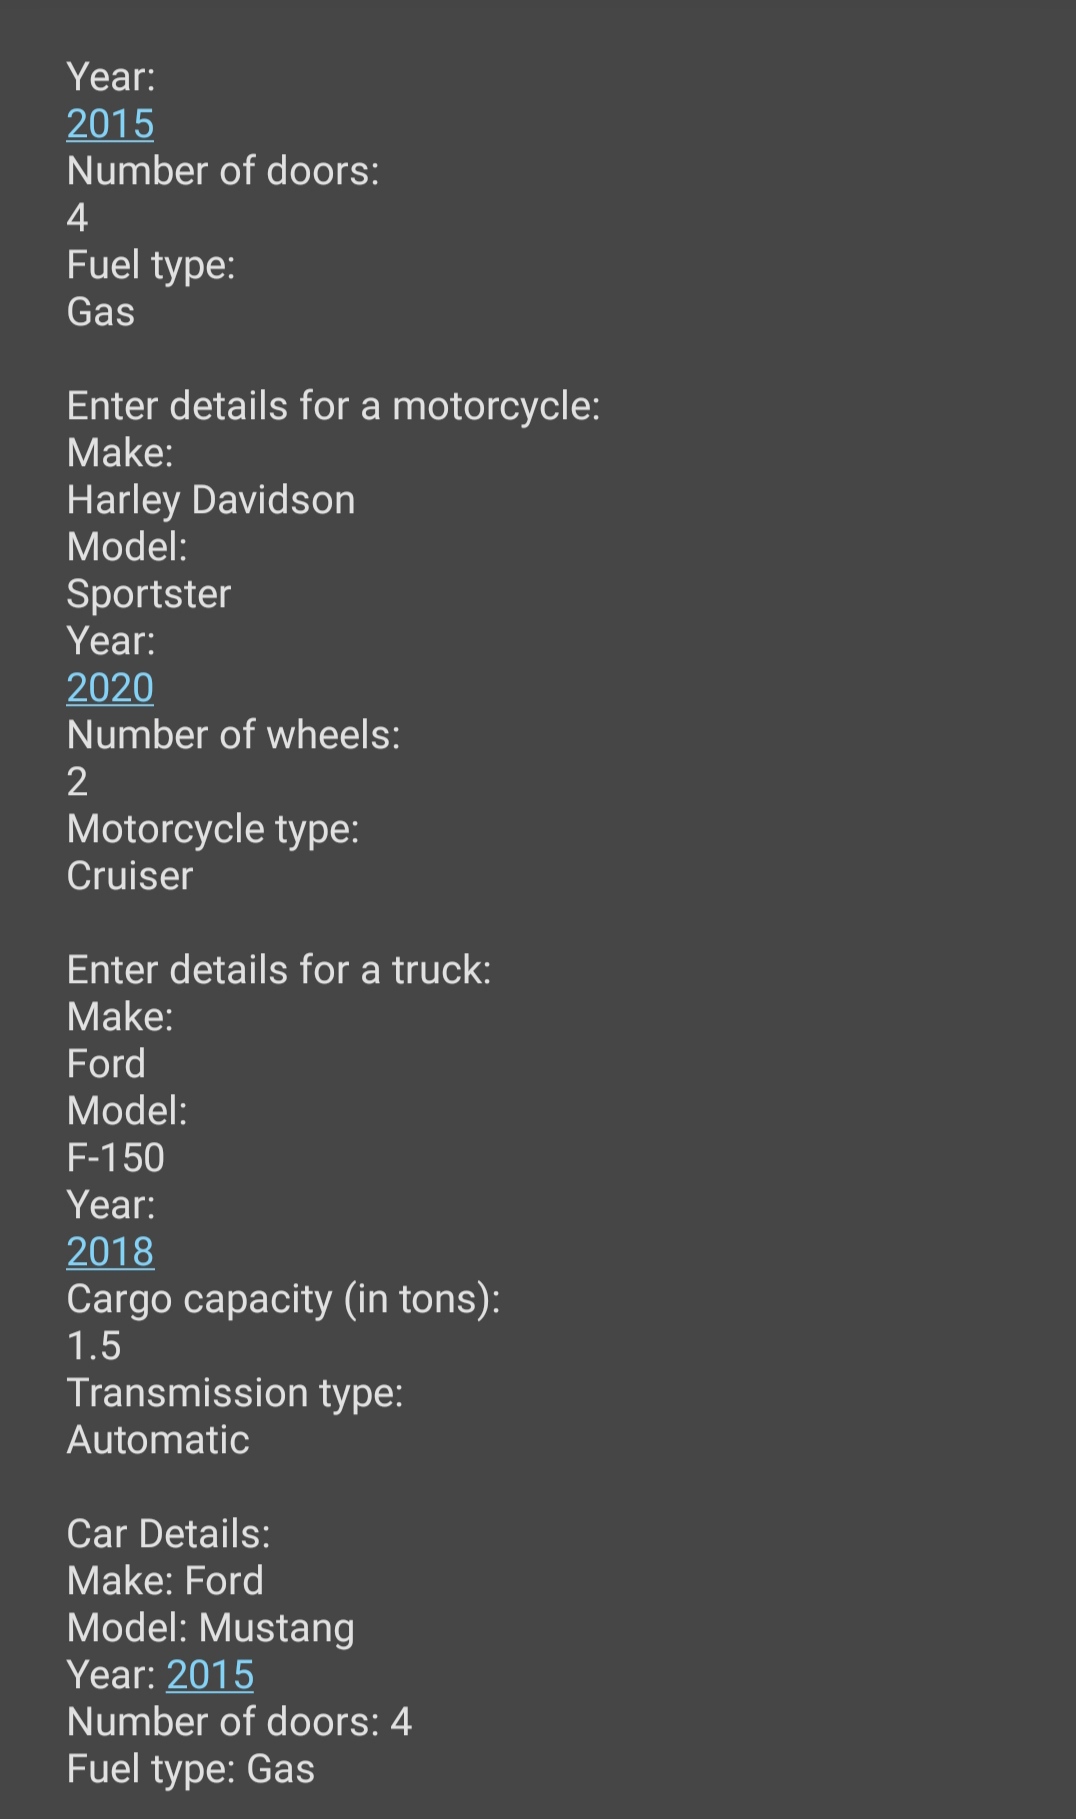 Year:
2015
Number of doors:
4
Fuel type:
Gas
Enter details for a motorcycle:
Make:
Harley Davidson
Model:
Sportster
Year:
2020
Number of wheels:
2
Motorcycle type:
Cruiser
Enter details for a truck:
Make:
Ford
Model:
F-150
Year:
2018
Cargo capacity (in tons):
1.5
Transmission type:
Automatic
Car Details:
Make: Ford
Model: Mustang
Year: 2015
Number of doors: 4
Fuel type: Gas